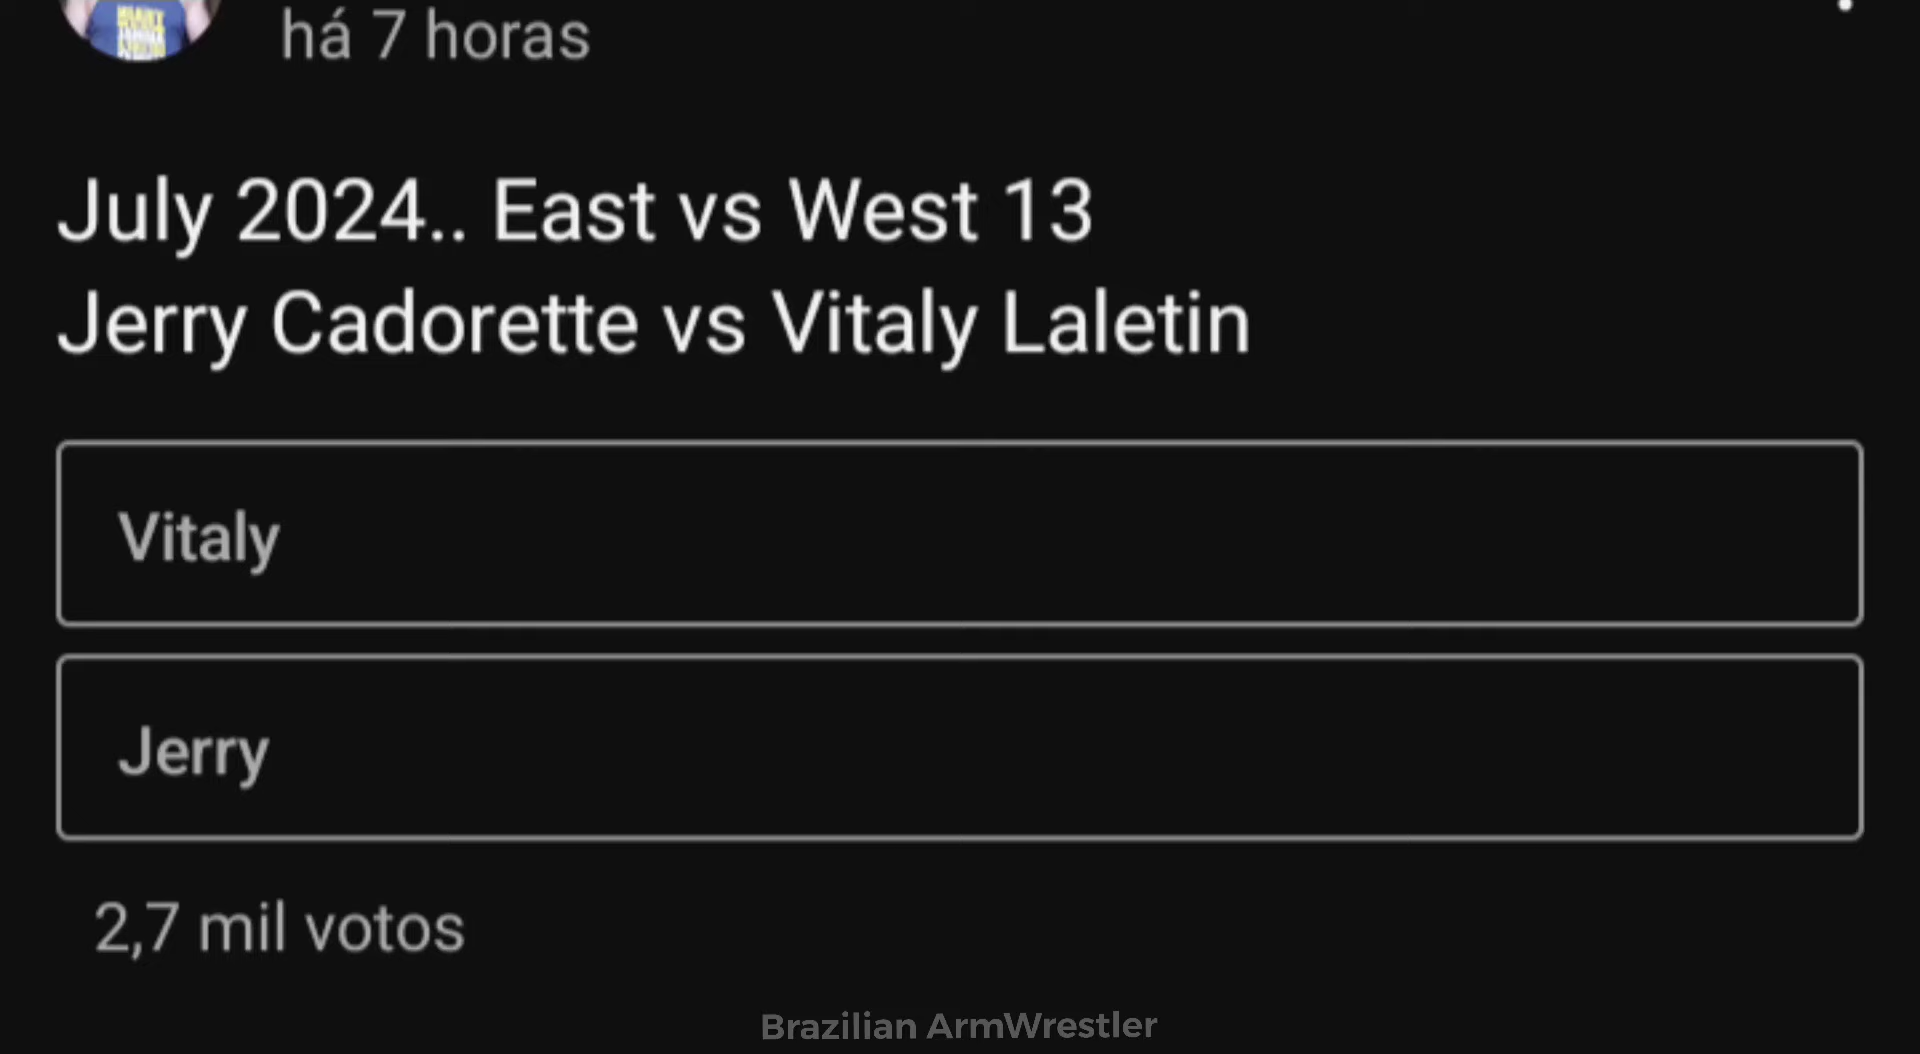 há 7 horas
July 2024.. East vs West 13
Jerry Cadorette vs Vitaly Laletin
Vitaly
Jerry
2,7 mil votos
Brazilian ArmWrestler